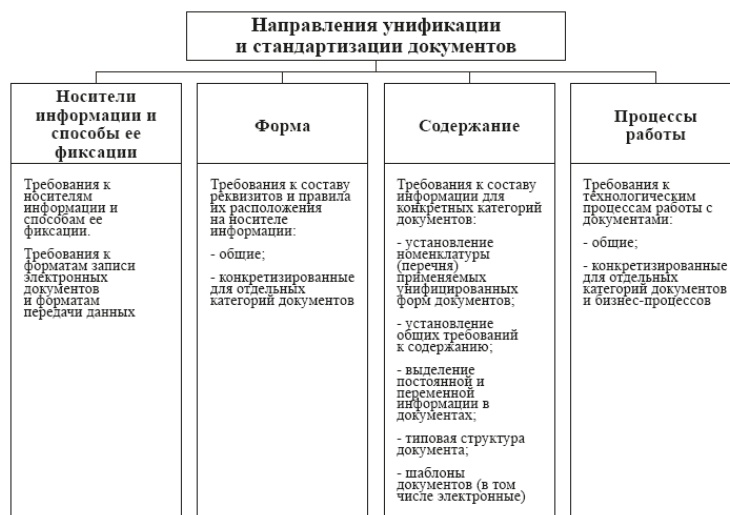 Направления унификации
и стандартизации документов
Носители
информации и
способы ее
фиксации
Требования к
носителям
информации и
способам ее
фиксации.
Требования к
форматам записи
электронных
документов
и форматам
передачи данных
Форма
Требования к составу
реквизитов и правила
их расположения
на носителе
информации:
- общие;
- конкретизированные
для отдельных
категорий документов
Содержание
Требования к составу
информации для
конкретных категорий
документов:
- установление
номенклатуры
(перечня)
применяемых
унифицированных
форм документов;
- установление
общих требований
к содержанию;
- выделение
постоянной и
переменной
информации в
документах;
- типовая структура
документа;
- шаблоны
документов (в том
числе электронные)
Процессы
работы
Требования к
технологическим
процессам работы с
документами:
- общие;
- конкретизированные
для отдельных
категорий документов
и бизнес-процессов